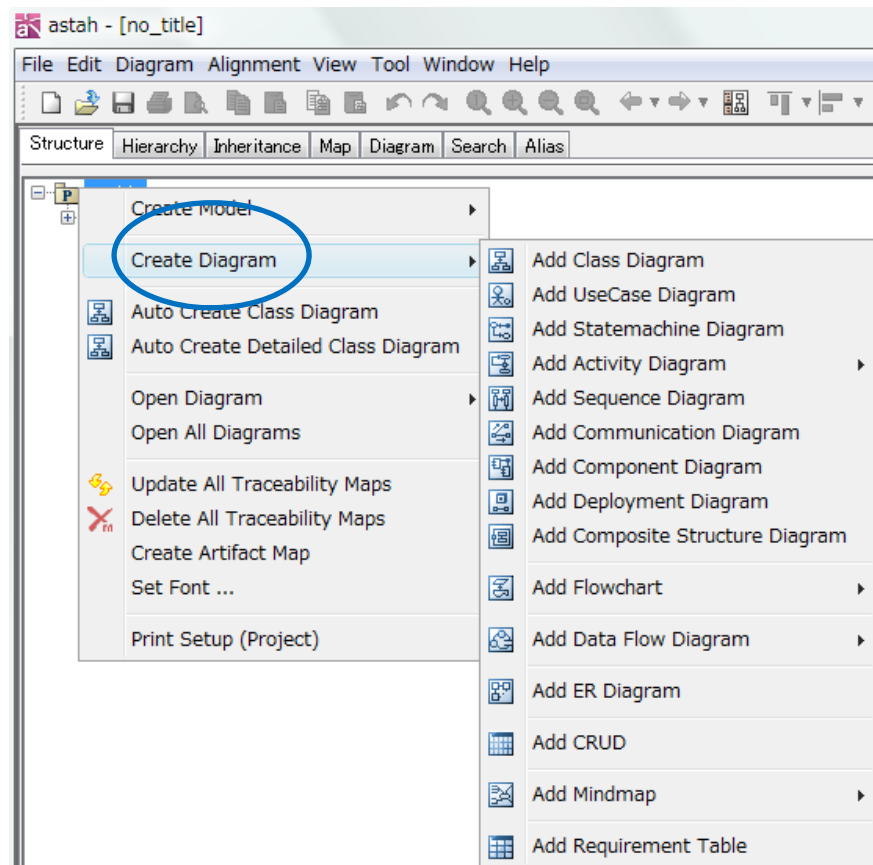 astah - [no_title]
File Edit Diagram Alignment View Tool Window Help
Structure Hierarchy Inheritance Map Diagram Search Alias
P
Create Model
Create Diagram
Auto Create Class Diagram
Auto Create Detailed Class Diagram
Open Diagram
Open All Diagrams
Update All Traceability Maps
Delete All Traceability Maps
Create Artifact Map
Set Font ...
Print Setup (Project)
Add Class Diagram
Add UseCase Diagram
Add Statemachine Diagram
Add Activity Diagram
Add Sequence Diagram
Add Communication Diagram
Add Component Diagram
Add Deployment Diagram
Add Composite Structure Diagram
Add Flowchart
Add Data Flow Diagram
Add ER Diagram
Add CRUD
Add Mindmap
Add Requirement Table